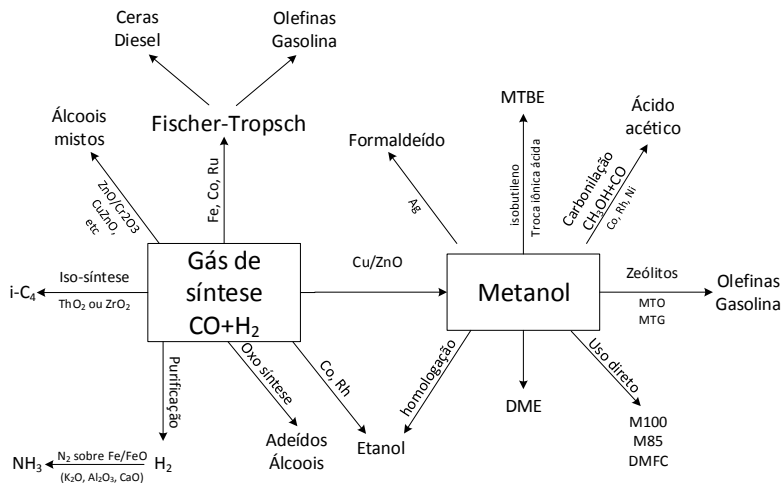 Ceras
Diesel
Olefinas
Gasolina
Fischer-Tropsch
Álcoois
mistos
ZnO/Cr2O3
CuZnO,
etc
Fe, Co, Ru
Formaldeído
Ag
MTBE
isobutileno
Troca iônica ácida
Ácido
acético
Carbonilação
CH₃OH+CO
Co, Rh, Ni
i-C₄
Iso-síntese
ThO₂ ou ZrO₂
Gás de
síntese
CO+H₂
Cu/ZnO
Metanol
Zeólitos
MTO
MTG
Olefinas
Gasolina
Purificação
Oxo síntese
Co, Rh
homologação
Uso direto
NH₃
N₂ sobre Fe/FeO
(K₂O, Al₂O₃, CaO)
H₂
Adeídos
Álcoois
Etanol
DME
M100
M85
DMFC